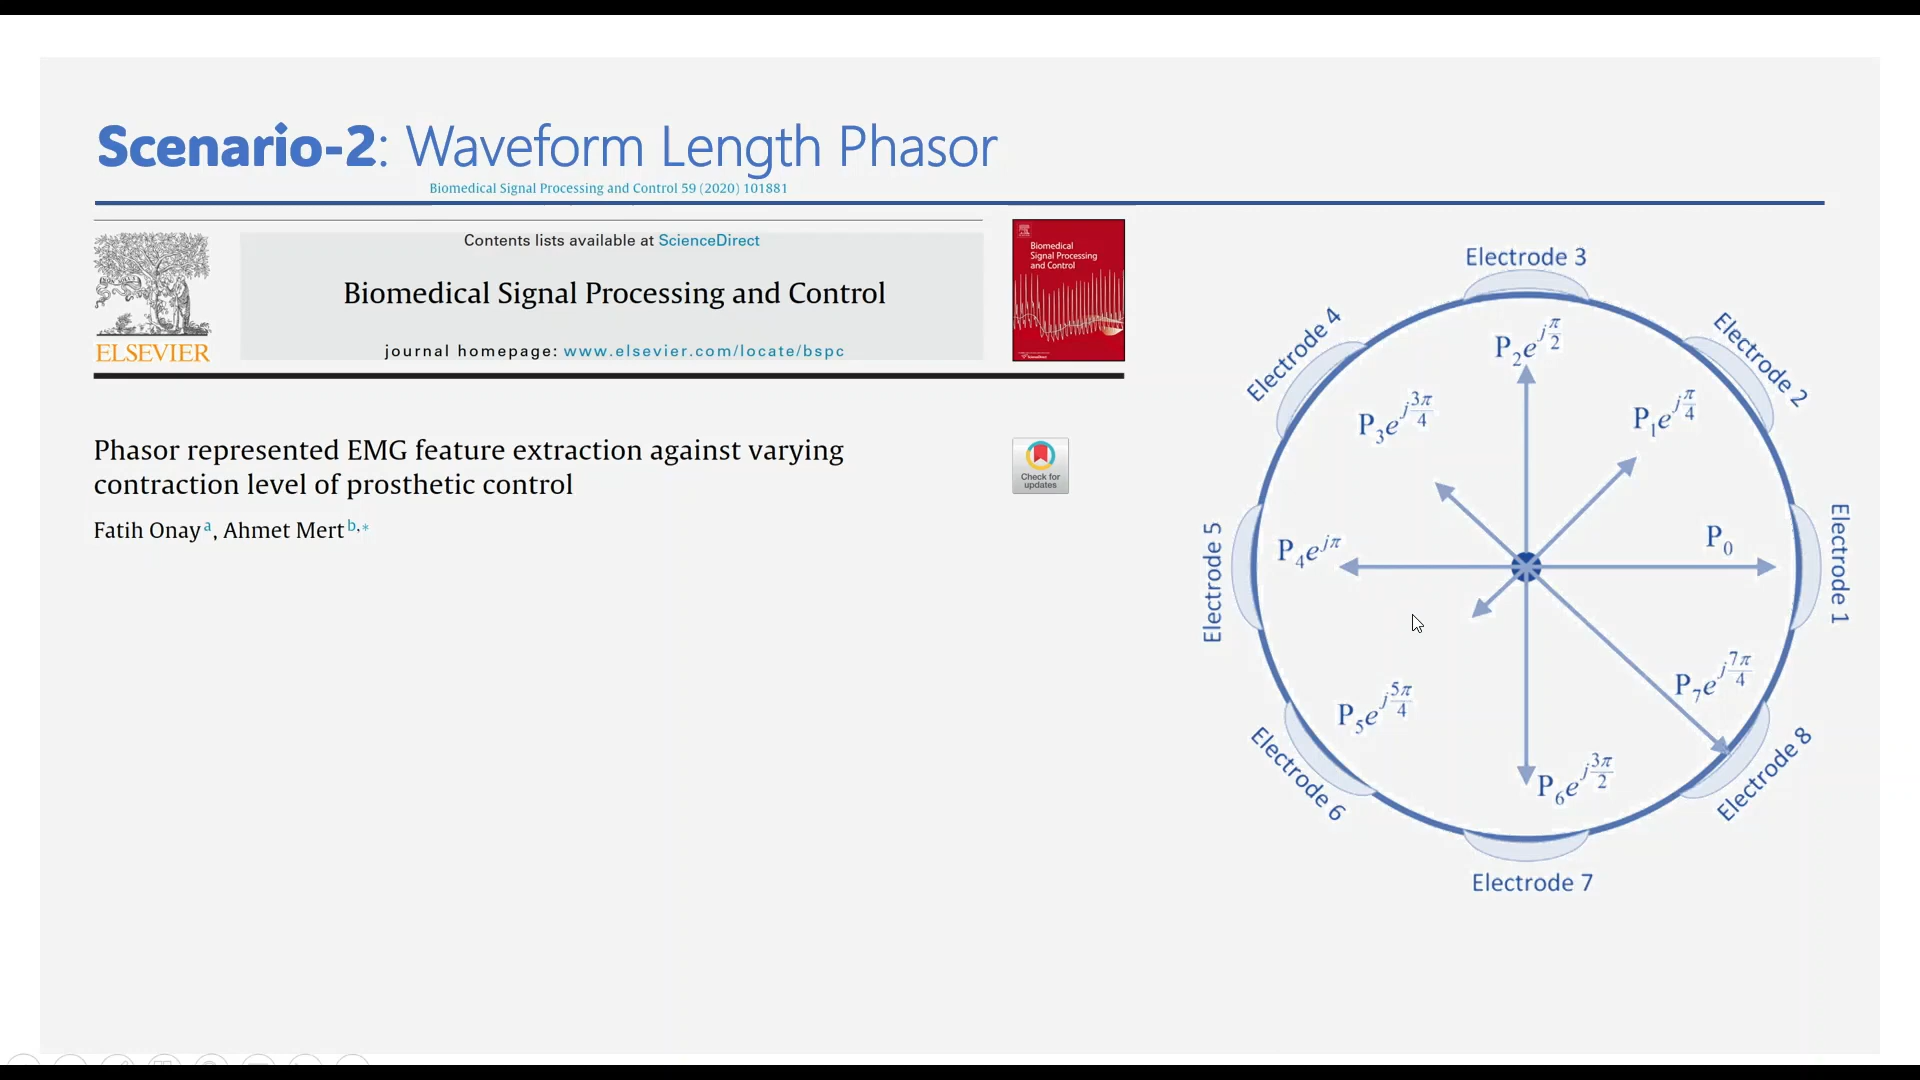 Scenario-2: Waveform Length Phasor
Biomedical Signal Processing and Control 59 (2020) 101881
Contents lists available at ScienceDirect
Biomedical Signal Processing and Control
journal homepage: www.elsevier.com/locate/bspc
ELSEVIER
Biomedical
Signal Processing
and Control
Phasor represented EMG feature extraction against varying
contraction level of prosthetic control
Check for
updates
Fatih Onay a, Ahmet Mert b,*
Electrode 3
Electrode 4
Electrode 2
P₂e^{jπ/2}
P₃e^{j3π/4}
P₁e^{jπ/4}
Electrode 5
P₄e^{jπ}
P₀
Electrode 1
P₅e^{j5π/4}
P₇e^{j7π/4}
P₆e^{j3π/2}
Electrode 6
Electrode 8
Electrode 7